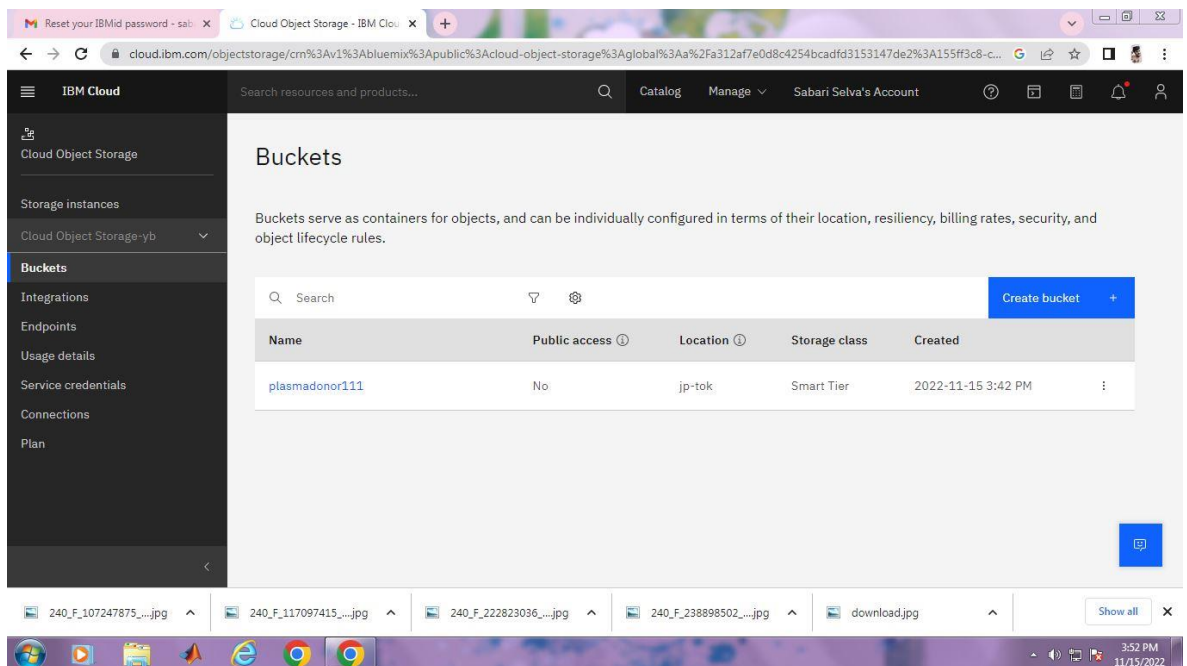 Reset your IBMid password - sab
Cloud Object Storage - IBM Clou
cloud.ibm.com/objectstorage/crn%3Av1%3Abluemix%3Apublic%3Acloud-object-storage%3Aglobal%3Aa%2Fa312af7e0d8c4254bcadfd3153147de2%3A155ff3c8-c...
IBM Cloud
Search resources and products...
Catalog
Manage
Sabari Selva's Account
Cloud Object Storage
Storage instances
Cloud Object Storage-yb
Buckets
Integrations
Endpoints
Usage details
Service credentials
Connections
Plan
Buckets
Buckets serve as containers for objects, and can be individually configured in terms of their location, resiliency, billing rates, security, and
object lifecycle rules.
Search
Create bucket +
Name Public access Location Storage class Created
plasmadonor111 No jp-tok Smart Tier 2022-11-15 3:42 PM
240_F_107247875_....jpg
240_F_117097415_....jpg
240_F_222823036_....jpg
240_F_238898502_....jpg
download.jpg
Show all
3:52 PM
11/15/2022